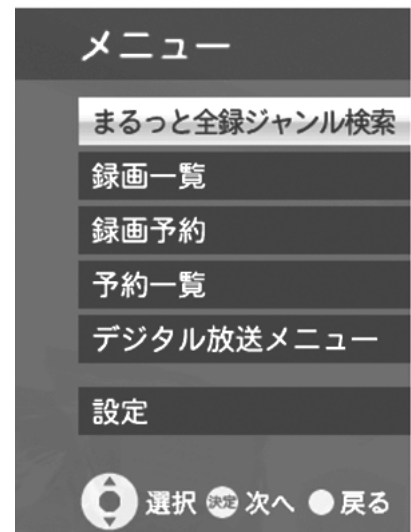 メニュー
まるっと全録ジャンル検索
録画一覧
録画予約
予約一覧
デジタル放送メニュー
設定
選択 決定 次へ 戻る